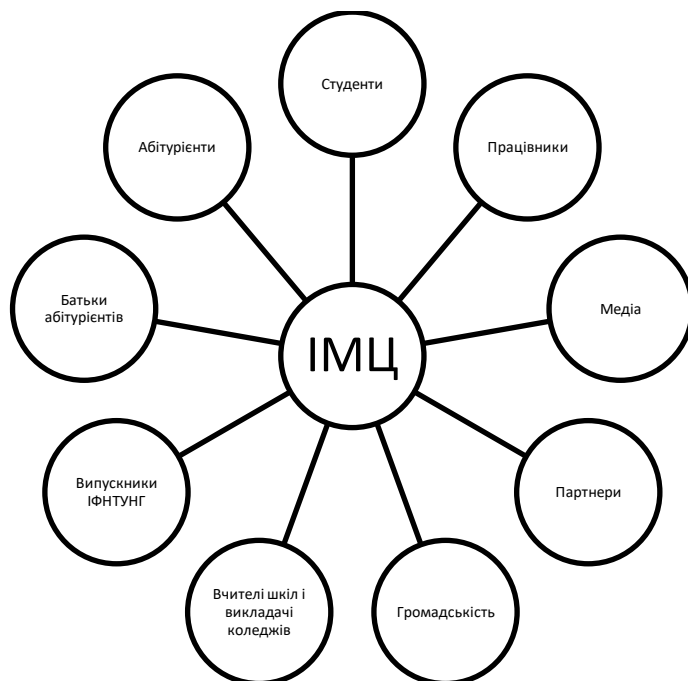 Студенти
Працівники
Медіа
Партнери
Громадськість
Вчителі шкіл і
викладачі
коледжів
Випускники
ІФНТУНГ
Батьки
абітурієнтів
Абітурієнти
ІМЦ